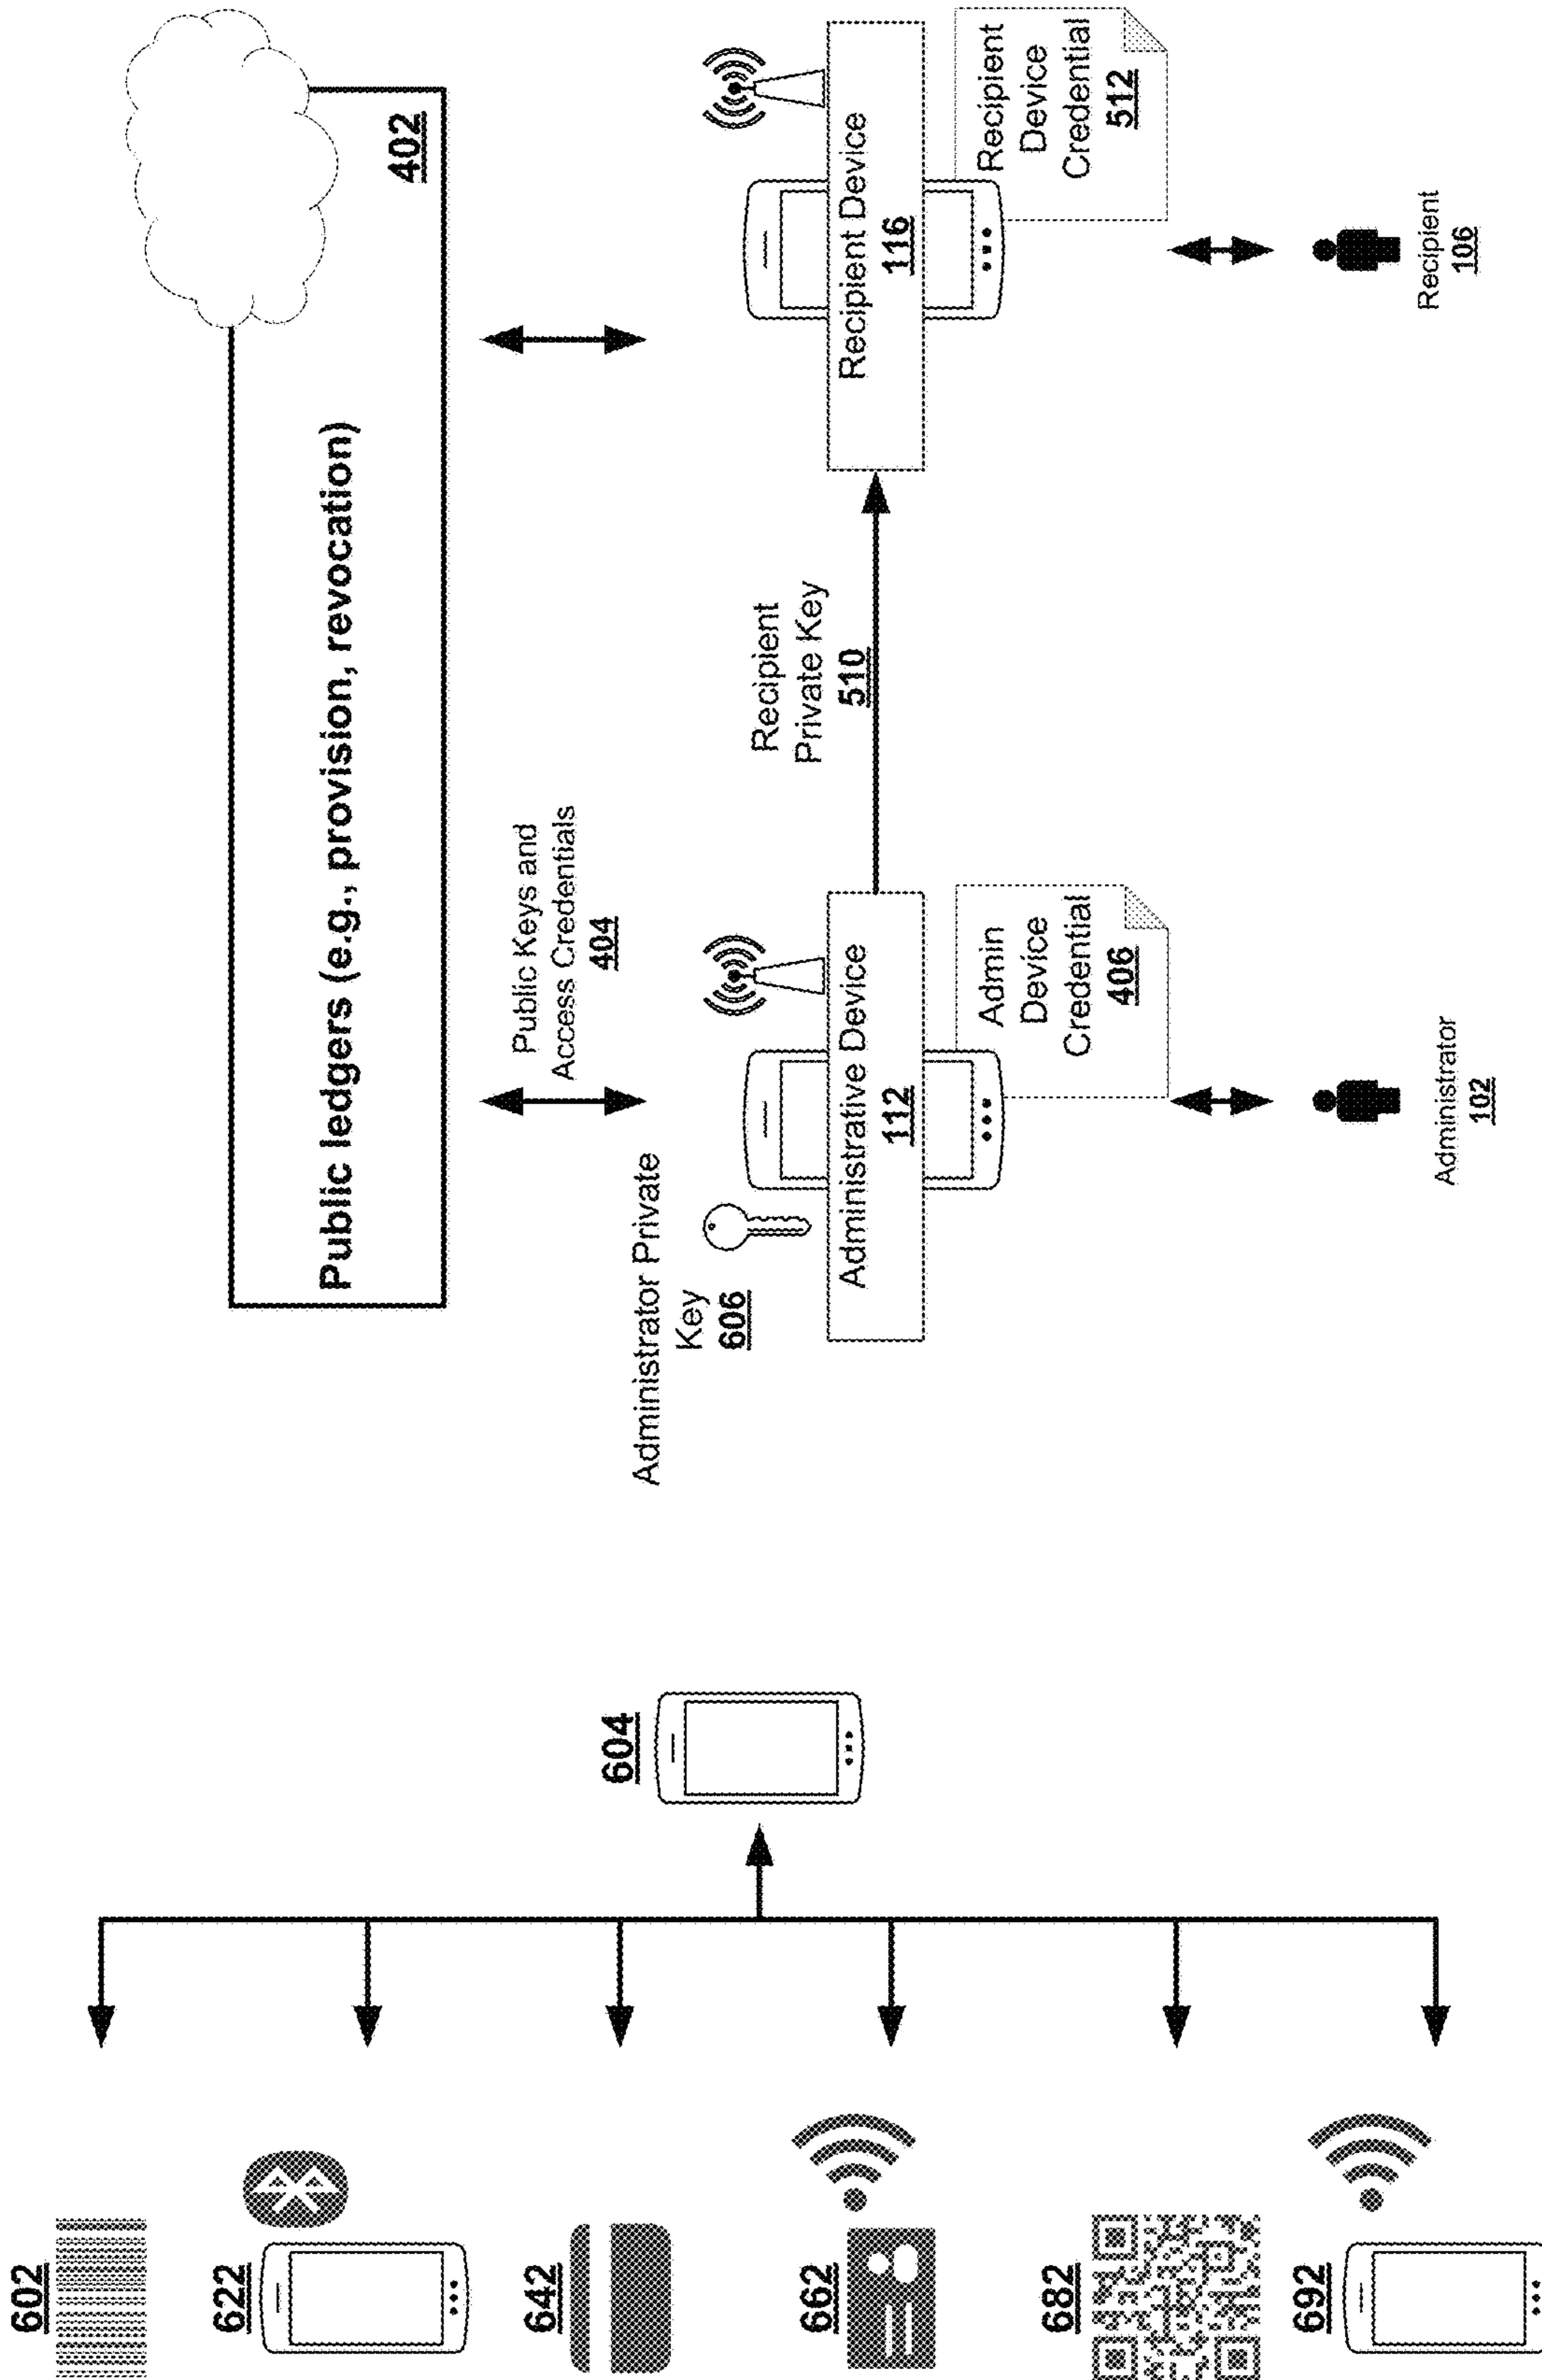 602
622
642
662
682
692
604
Public ledgers (e.g., provision, revocation)
402
Public Keys and
Access Credentials
404
Administrator Private
Key
606
Administrative Device
112
Admin
Device
Credential
406
Administrator
102
Recipient
Private Key
510
Recipient Device
116
Recipient
Device
Credential
512
Recipient
106